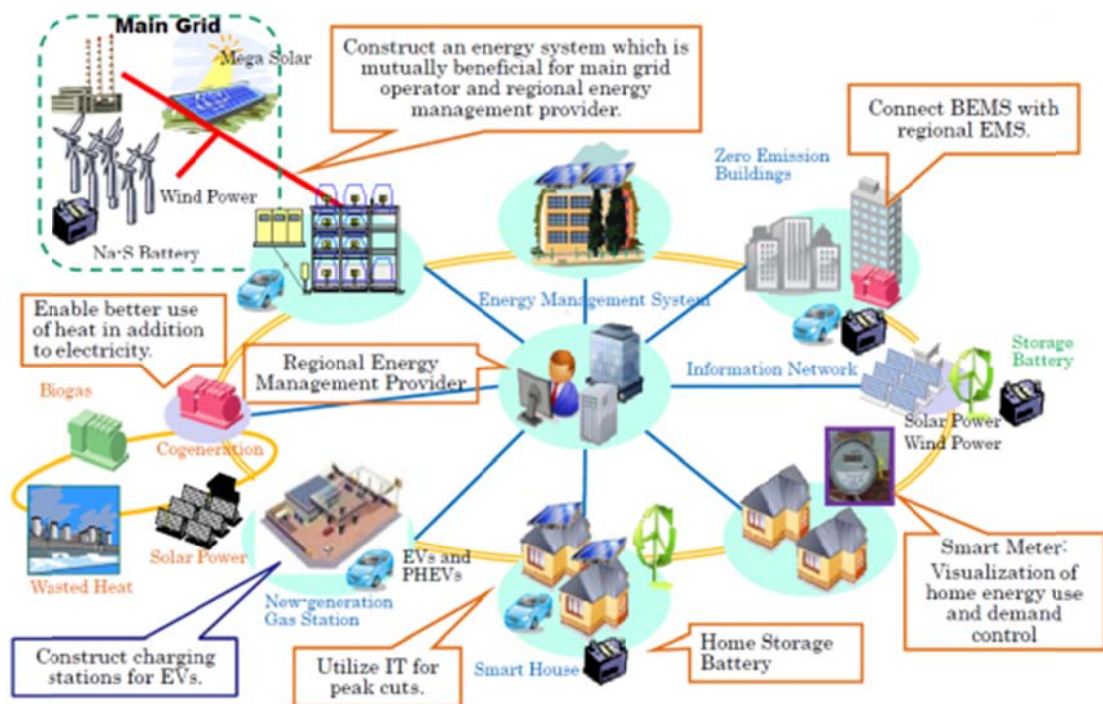 Main Grid
Mega Solar
Wind Power
Na-S Battery
Construct an energy system which is
mutually beneficial for main grid
operator and regional energy
management provider.
Connect BEMS with
regional EMS.
Zero Emission
Buildings
Energy Management System
Enable better use
of heat in addition
to electricity.
Regional Energy
Management Provider
Information Network
Storage
Battery
Solar Power
Wind Power
Biogas
Cogeneration
Wasted Heat
Solar Power
EVs and
PHEVs
New-generation
Gas Station
Construct charging
stations for EVs.
Utilize IT for
peak cuts.
Smart House
Home Storage
Battery
Smart Meter:
Visualization of
home energy use
and demand
control